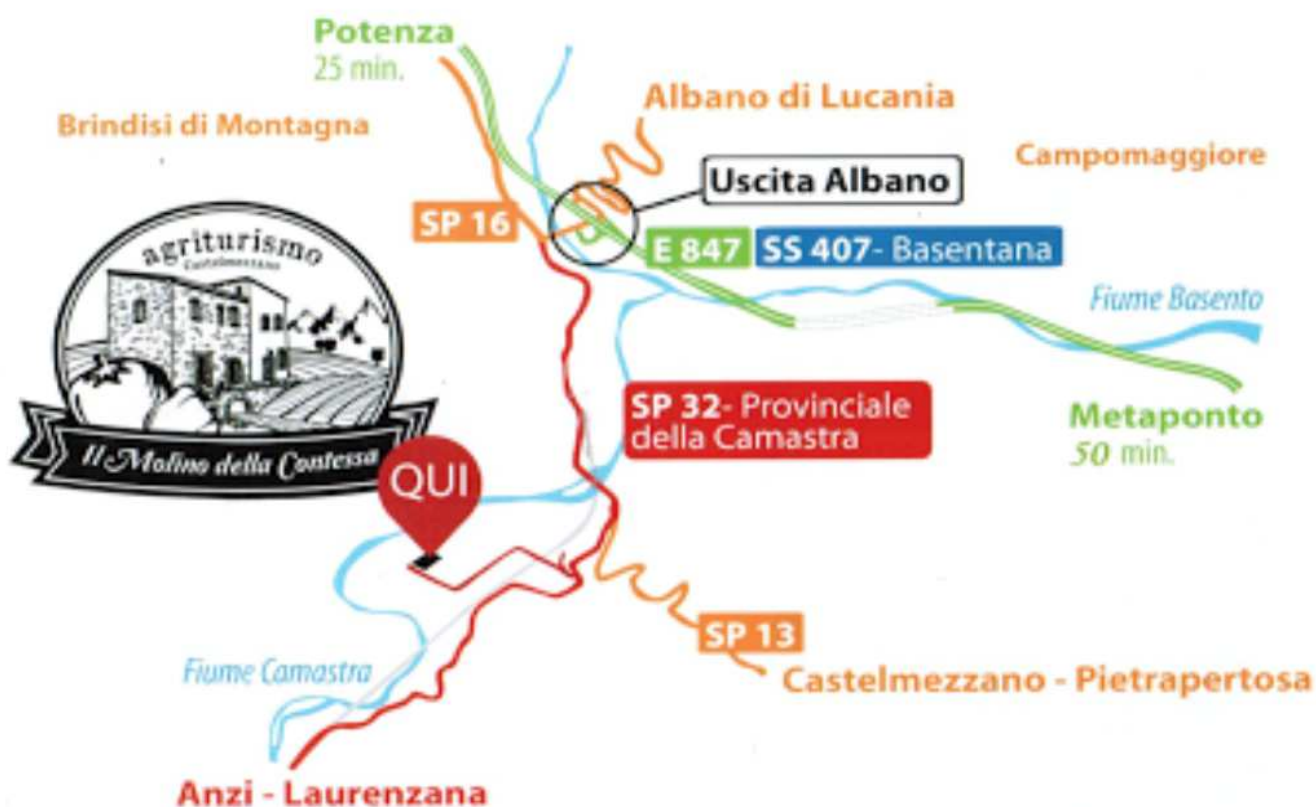 Potenza
25 min.
Albano di Lucania
Brindisi di Montagna
Campomaggiore
Uscita Albano
SP 16
E 847
SS 407- Basentana
agriturismo
Castelmezzano
Fiume Basento
SP 32- Provinciale
della Camastra
Metaponto
50 min.
Il Molino della Contessa
QUI
SP 13
Fiume Camastra
Castelmezzano - Pietrapertosa
Anzi - Laurenzana